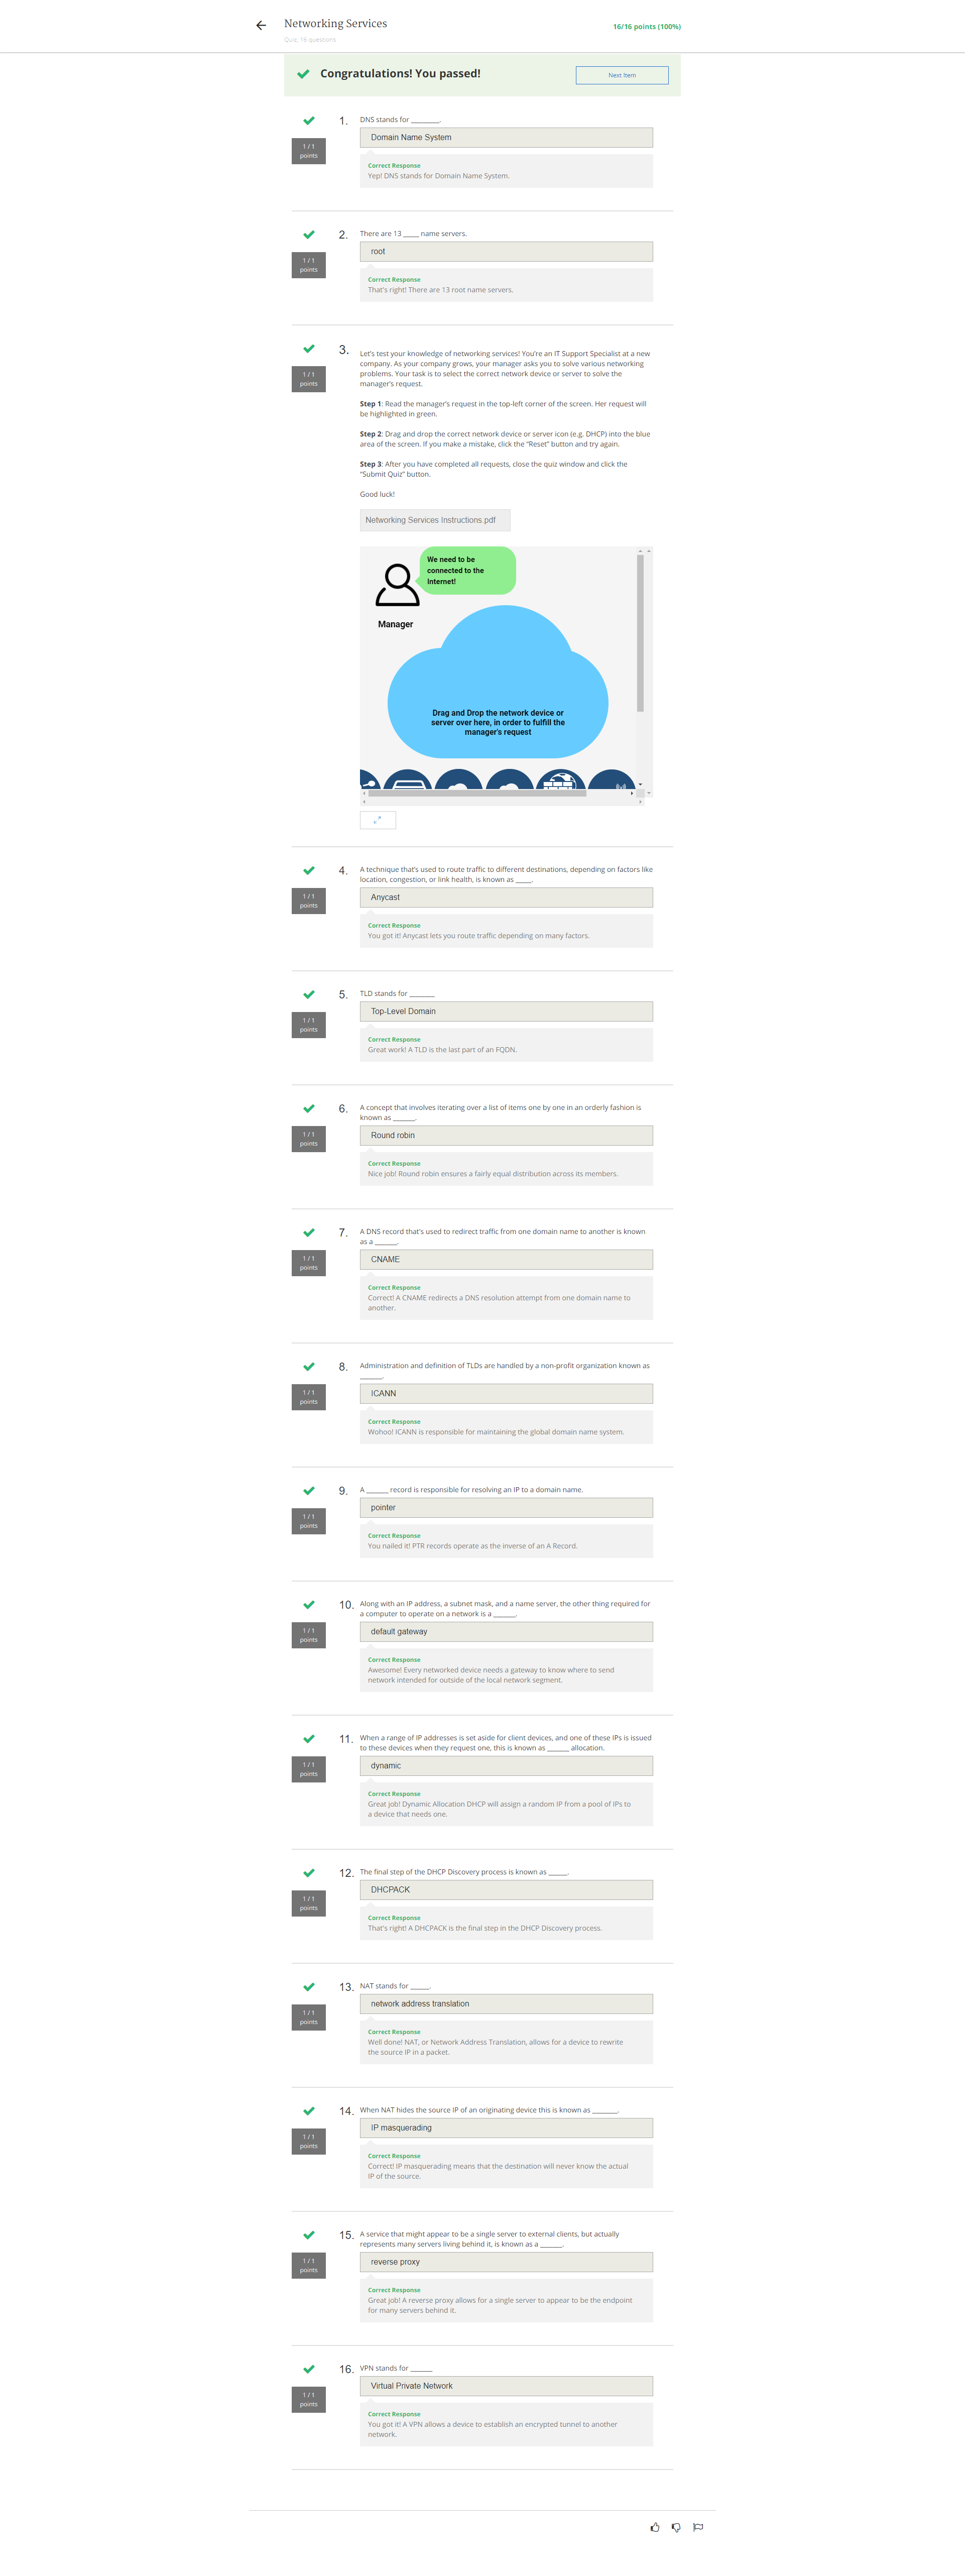 Networking Services
Quiz, 16 questions
16/16 points (100%)
Congratulations! You passed!
Next Item
1 / 1
points
1.
DNS stands for ________.
Domain Name System
Correct Response
Yep! DNS stands for Domain Name System.
1 / 1
points
2.
There are 13 ____ name servers.
root
Correct Response
That's right! There are 13 root name servers.
1 / 1
points
3.
Let's test your knowledge of networking services! You're an IT Support Specialist at a new
company. As your company grows, your manager asks you to solve various networking
problems. Your task is to select the correct network device or server to solve the
manager's request.
Step 1: Read the manager's request in the top-left corner of the screen. Her request will
be highlighted in green.
Step 2: Drag and drop the correct network device or server icon (e.g. DHCP) into the blue
area of the screen. If you make a mistake, click the "Reset" button and try again.
Step 3: After you have completed all requests, close the quiz window and click the
"Submit Quiz" button.
Good luck!
Networking Services Instructions.pdf
We need to be
connected to the
Internet!
Manager
Drag and Drop the network device or
server over here, in order to fulfill the
manager's request
1 / 1
points
4.
A technique that's used to route traffic to different destinations, depending on factors like
location, congestion, or link health, is known as ____.
Anycast
Correct Response
You got it! Anycast lets you route traffic depending on many factors.
1 / 1
points
5.
TLD stands for _______
Top-Level Domain
Correct Response
Great work! A TLD is the last part of an FQDN.
1 / 1
points
6.
A concept that involves iterating over a list of items one by one in an orderly fashion is
known as ______.
Round robin
Correct Response
Nice job! Round robin ensures a fairly equal distribution across its members.
1 / 1
points
7.
A DNS record that's used to redirect traffic from one domain name to another is known
as a ______.
CNAME
Correct Response
Correct! A CNAME redirects a DNS resolution attempt from one domain name to
another.
1 / 1
points
8.
Administration and definition of TLDs are handled by a non-profit organization known as
______.
ICANN
Correct Response
Wohoo! ICANN is responsible for maintaining the global domain name system.
1 / 1
points
9.
A ______ record is responsible for resolving an IP to a domain name.
pointer
Correct Response
You nailed it! PTR records operate as the inverse of an A Record.
1 / 1
points
10.
Along with an IP address, a subnet mask, and a name server, the other thing required for
a computer to operate on a network is a ______.
default gateway
Correct Response
Awesome! Every networked device needs a gateway to know where to send
network intended for outside of the local network segment.
1 / 1
points
11.
When a range of IP addresses is set aside for client devices, and one of these IPs is issued
to these devices when they request one, this is known as ______ allocation.
dynamic
Correct Response
Great job! Dynamic Allocation DHCP will assign a random IP from a pool of IPs to
a device that needs one.
1 / 1
points
12.
The final step of the DHCP Discovery process is known as _____.
DHCPACK
Correct Response
That's right! A DHCPACK is the final step in the DHCP Discovery process.
1 / 1
points
13.
NAT stands for _____.
network address translation
Correct Response
Well done! NAT, or Network Address Translation, allows for a device to rewrite
the source IP in a packet.
1 / 1
points
14.
When NAT hides the source IP of an originating device this is known as _______.
IP masquerading
Correct Response
Correct! IP masquerading means that the destination will never know the actual
IP of the source.
1 / 1
points
15.
A service that might appear to be a single server to external clients, but actually
represents many servers living behind it, is known as a ______.
reverse proxy
Correct Response
Great job! A reverse proxy allows for a single server to appear to be the endpoint
for many servers behind it.
1 / 1
points
16.
VPN stands for ______
Virtual Private Network
Correct Response
You got it! A VPN allows a device to establish an encrypted tunnel to another
network.